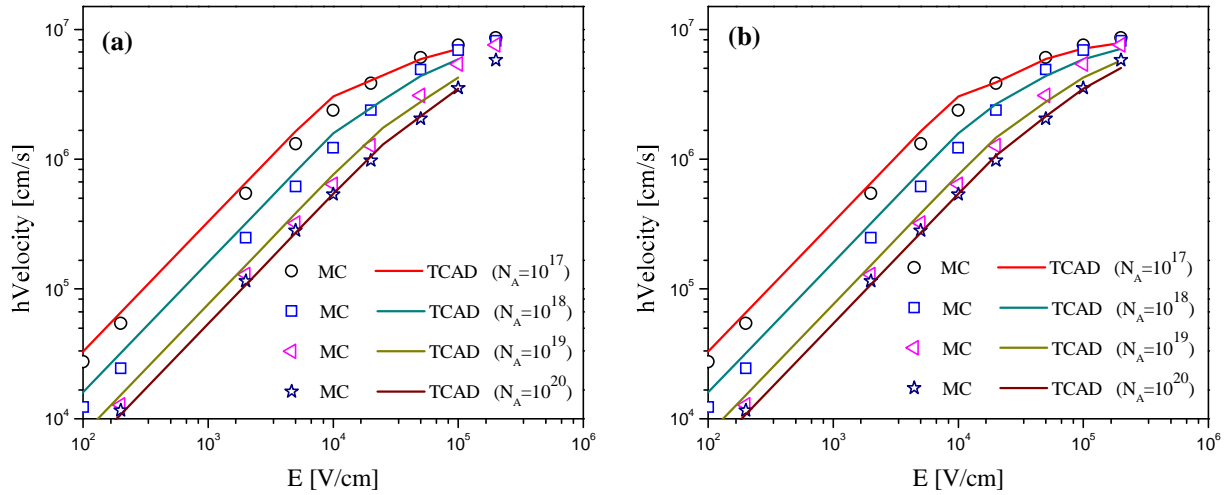 (a)
hVelocity [cm/s]
10^7
10^6
10^5
10^4
MC TCAD (N_A=10^17)
MC TCAD (N_A=10^18)
MC TCAD (N_A=10^19)
MC TCAD (N_A=10^20)
10^2 10^3 10^4 10^5 10^6
E [V/cm]
(b)
hVelocity [cm/s]
10^7
10^6
10^5
10^4
MC TCAD (N_A=10^17)
MC TCAD (N_A=10^18)
MC TCAD (N_A=10^19)
MC TCAD (N_A=10^20)
10^2 10^3 10^4 10^5 10^6
E [V/cm]